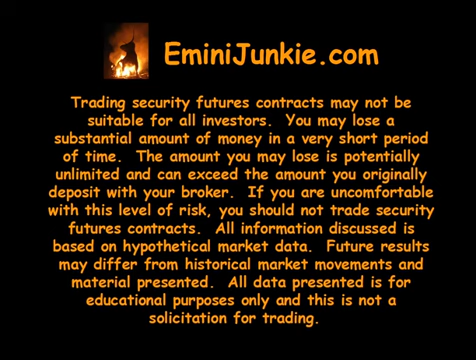 EminiJunkie.com
Trading security futures contracts may not be
suitable for all investors. You may lose a
substantial amount of money in a very short period
of time. The amount you may lose is potentially
unlimited and can exceed the amount you originally
deposit with your broker. If you are uncomfortable
with this level of risk, you should not trade security
futures contracts. All information discussed is
based on hypothetical market data. Future results
may differ from historical market movements and
material presented. All data presented is for
educational purposes only and this is not a
solicitation for trading.